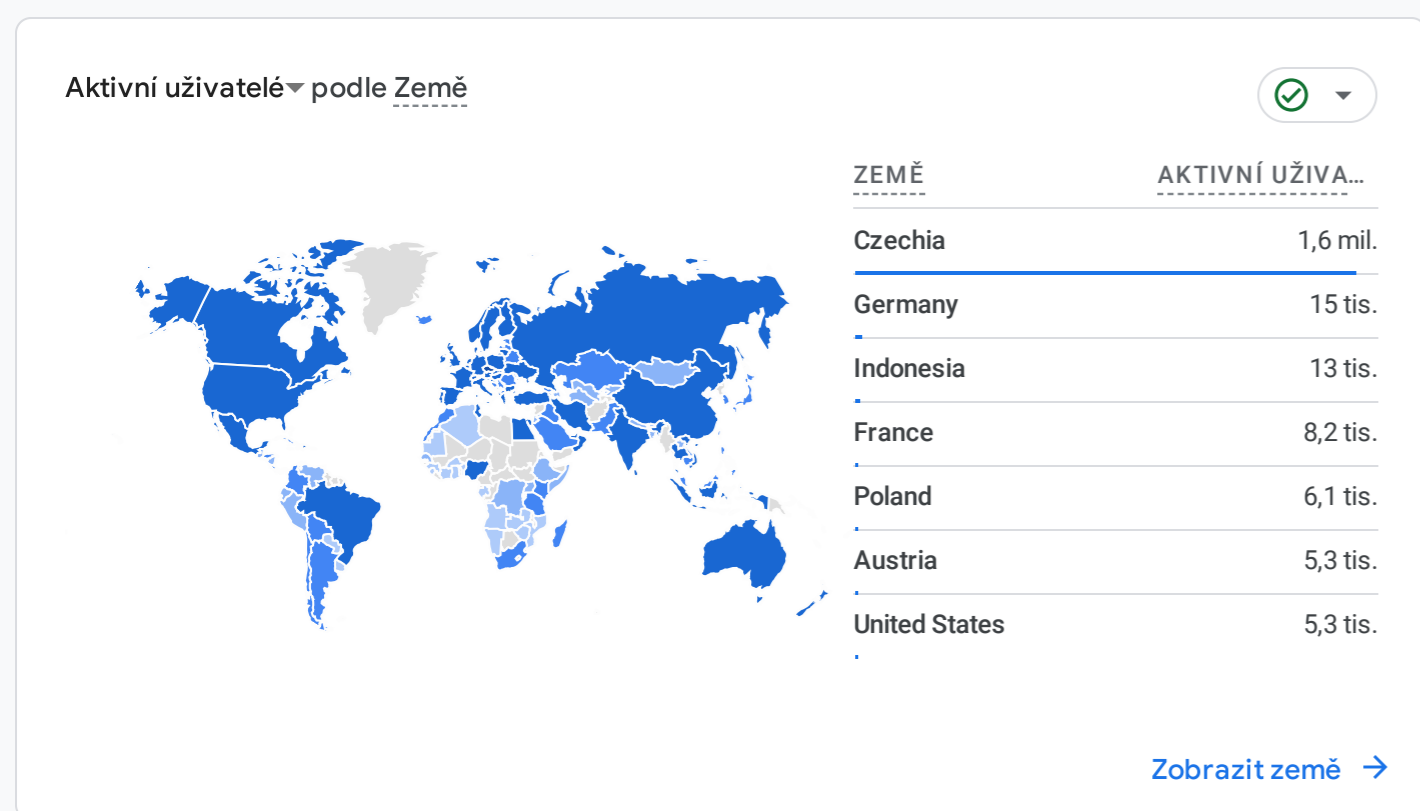 Aktivní uživatelé podle Země
ZEMĚ AKTIVNÍ UŽIVA…
Czechia 1,6 mil.
Germany 15 tis.
Indonesia 13 tis.
France 8,2 tis.
Poland 6,1 tis.
Austria 5,3 tis.
United States 5,3 tis.
Zobrazit země